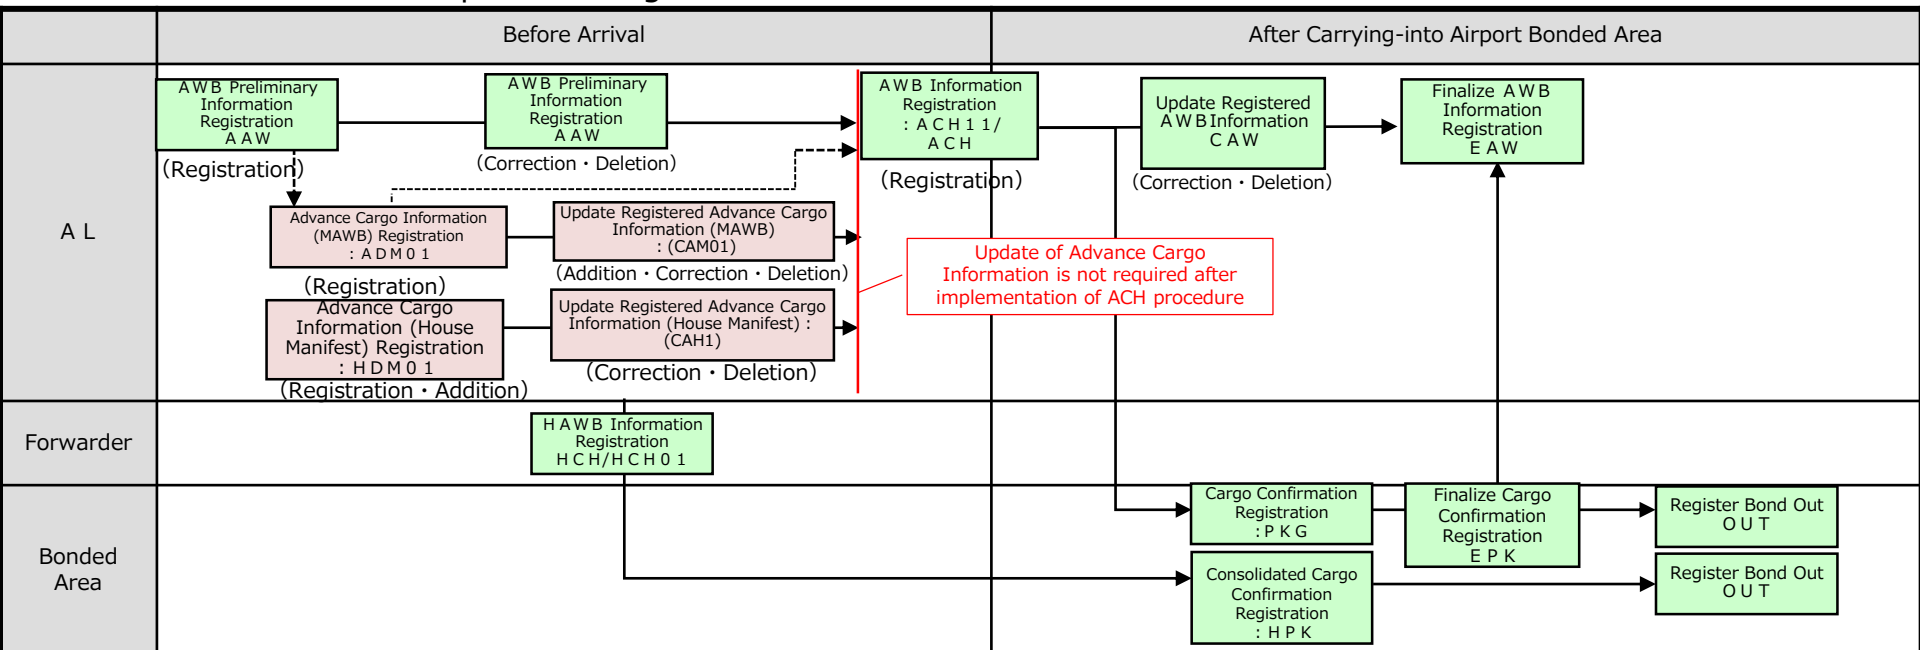 Before Arrival
After Carrying-into Airport Bonded Area
A L
AWB Preliminary
Information
Registration
AAW
(Registration)
AWB Preliminary
Information
Registration
AAW
(Correction・Deletion)
AWB Information
Registration
: ACH11/
ACH
(Registration)
Update Registered
AWBInformation
CAW
(Correction・Deletion)
Finalize AWB
Information
Registration
EAW
Advance Cargo Information
(MAWB) Registration
: ADM01
(Registration)
Update Registered Advance Cargo
Information (MAWB)
: (CAM01)
(Addition・Correction・Deletion)
Update of Advance Cargo
Information is not required after
implementation of ACH procedure
Advance Cargo
Information (House
Manifest) Registration
: HDM01
(Registration・Addition)
Update Registered Advance Cargo
Information (House Manifest) :
(CAH1)
(Correction・Deletion)
Forwarder
HAWB Information
Registration
HCH/HCH01
Bonded
Area
Cargo Confirmation
Registration
:PKG
Finalize Cargo
Confirmation
Registration
EPK
Register Bond Out
OUT
Consolidated Cargo
Confirmation
Registration
: HPK
Register Bond Out
OUT